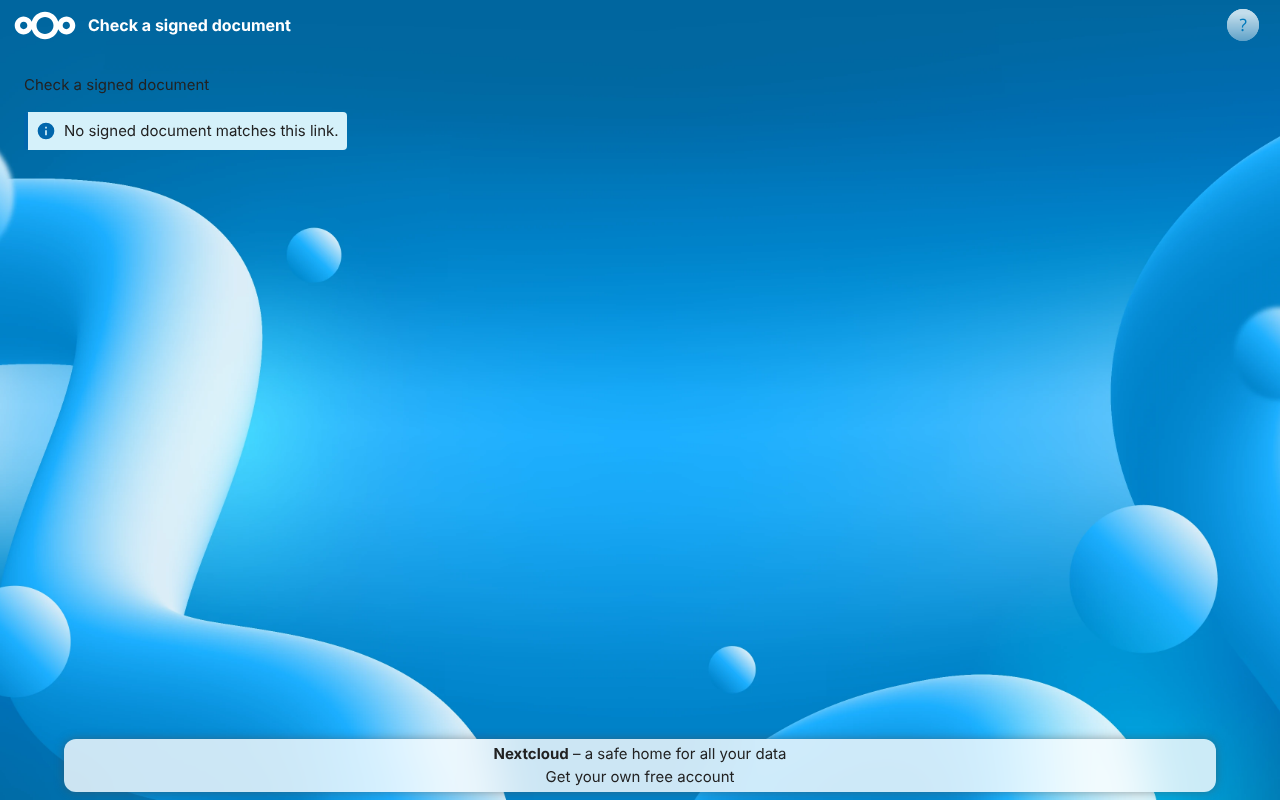 Check a signed document
?
Check a signed document
No signed document matches this link.
Nextcloud – a safe home for all your data
Get your own free account